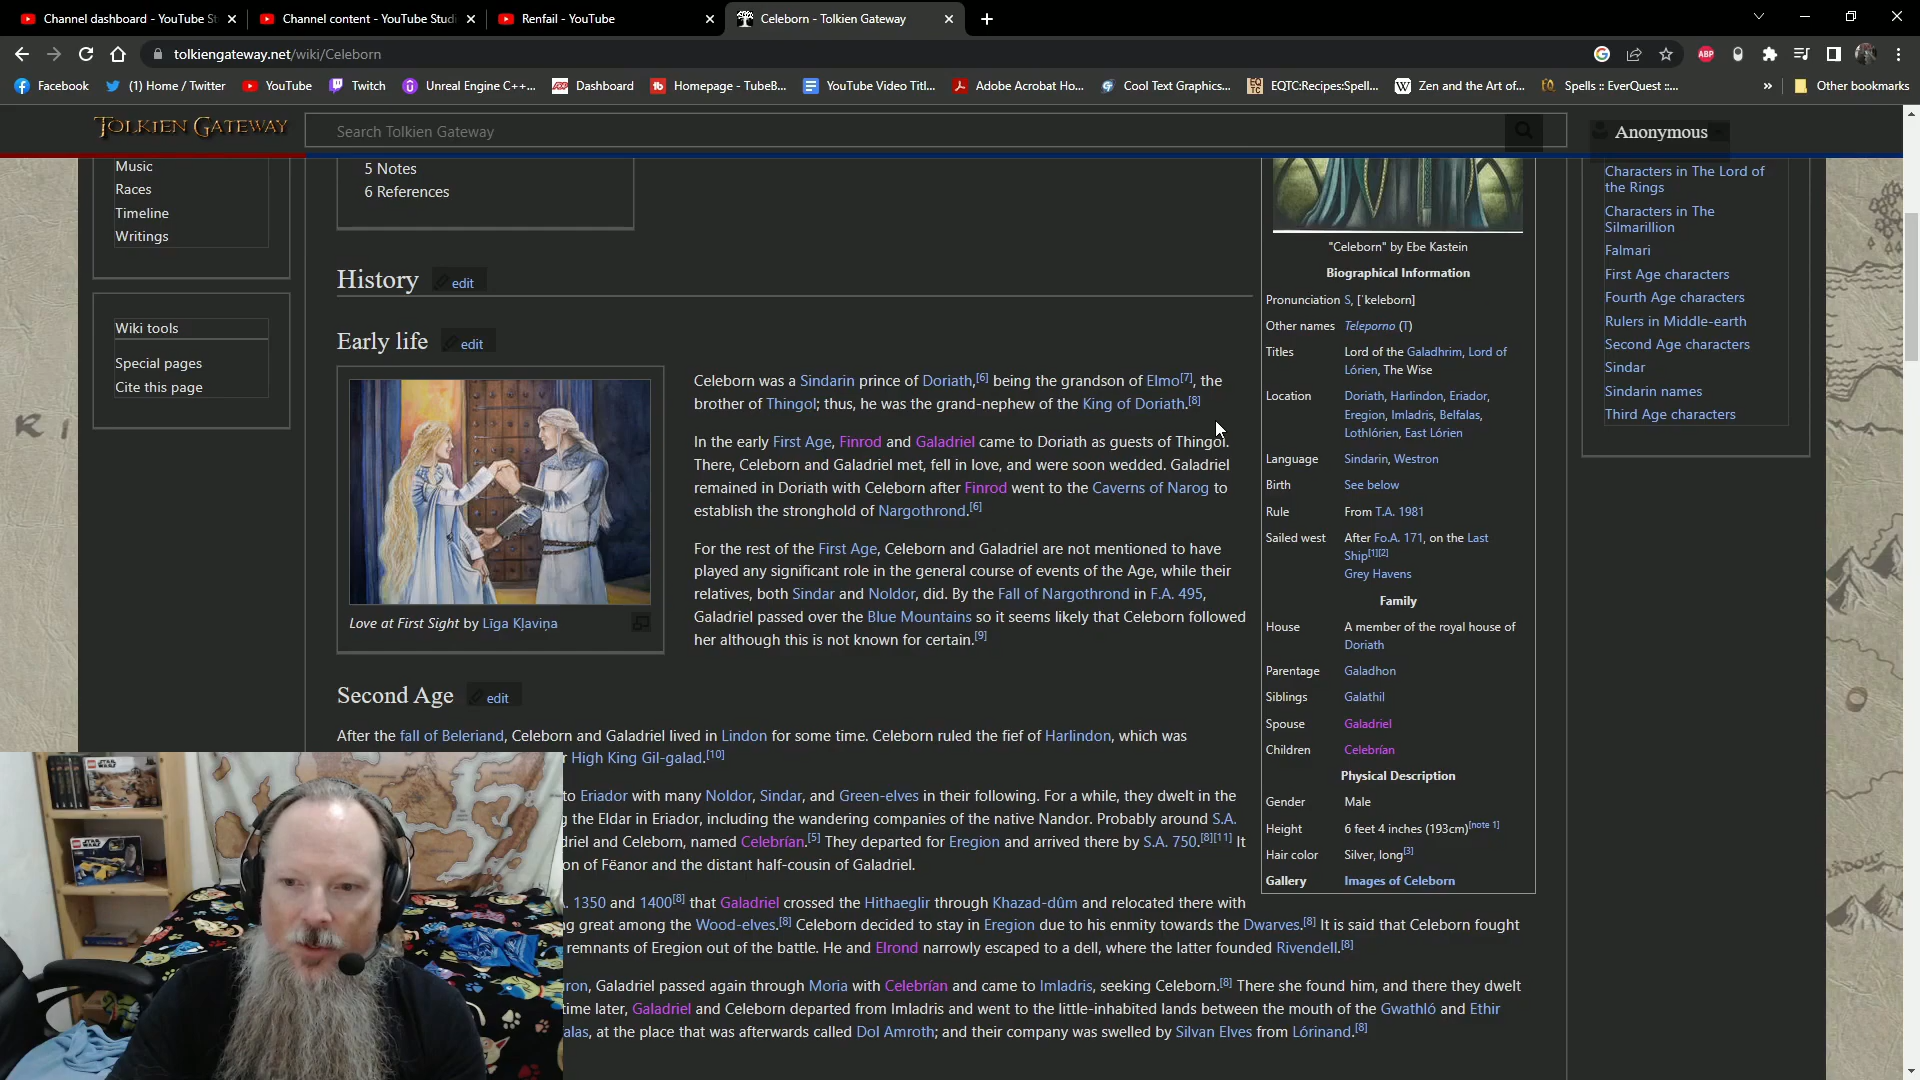 Channel dashboard - YouTube St
Channel content - YouTube Studi
Renfail - YouTube
Celeborn - Tolkien Gateway
tolkiengateway.net/wiki/Celeborn
ABP
Facebook
(1) Home / Twitter
YouTube
Twitch
Unreal Engine C++...
Dashboard
Homepage - TubeB...
YouTube Video Titl...
Adobe Acrobat Ho...
Cool Text Graphics...
EQTC:Recipes:Spell...
Zen and the Art of...
Spells :: EverQuest ::...
Other bookmarks
TOLKIEN GATEWAY
Search Tolkien Gateway
Anonymous
Music
Races
Timeline
Writings
Wiki tools
Special pages
Cite this page
5 Notes
6 References
History edit
Early life edit
Love at First Sight by Līga Kļaviņa
Celeborn was a Sindarin prince of Doriath,[6] being the grandson of Elmo[7], the
brother of Thingol; thus, he was the grand-nephew of the King of Doriath.[8]
In the early First Age, Finrod and Galadriel came to Doriath as guests of Thingol.
There, Celeborn and Galadriel met, fell in love, and were soon wedded. Galadriel
remained in Doriath with Celeborn after Finrod went to the Caverns of Narog to
establish the stronghold of Nargothrond.[6]
For the rest of the First Age, Celeborn and Galadriel are not mentioned to have
played any significant role in the general course of events of the Age, while their
relatives, both Sindar and Noldor, did. By the Fall of Nargothrond in F.A. 495,
Galadriel passed over the Blue Mountains so it seems likely that Celeborn followed
her although this is not known for certain.[9]
Second Age edit
After the fall of Beleriand, Celeborn and Galadriel lived in Lindon for some time. Celeborn ruled the fief of Harlindon, which was
r High King Gil-galad.[10]
to Eriador with many Noldor, Sindar, and Green-elves in their following. For a while, they dwelt in the
g the Eldar in Eriador, including the wandering companies of the native Nandor. Probably around S.A.
driel and Celeborn, named Celebrían.[5] They departed for Eregion and arrived there by S.A. 750.[8][11] It
on of Fëanor and the distant half-cousin of Galadriel.
. 1350 and 1400[8] that Galadriel crossed the Hithaeglir through Khazad-dûm and relocated there with
ng great among the Wood-elves.[8] Celeborn decided to stay in Eregion due to his enmity towards the Dwarves.[8] It is said that Celeborn fought
remnants of Eregion out of the battle. He and Elrond narrowly escaped to a dell, where the latter founded Rivendell.[8]
ron, Galadriel passed again through Moria with Celebrían and came to Imladris, seeking Celeborn.[8] There she found him, and there they dwelt
time later, Galadriel and Celeborn departed from Imladris and went to the little-inhabited lands between the mouth of the Gwathló and Ethir
alas, at the place that was afterwards called Dol Amroth; and their company was swelled by Silvan Elves from Lórinand.[8]
"Celeborn" by Ebe Kastein
Biographical Information
Pronunciation S, [ˈkeleborn]
Other names Teleporno (T)
Titles Lord of the Galadhrim, Lord of
Lórien, The Wise
Location Doriath, Harlindon, Eriador,
Eregion, Imladris, Belfalas,
Lothlórien, East Lórien
Language Sindarin, Westron
Birth See below
Rule From T.A. 1981
Sailed west After Fo.A. 171, on the Last
Ship[1][2]
Grey Havens
Family
House A member of the royal house of
Doriath
Parentage Galadhon
Siblings Galathil
Spouse Galadriel
Children Celebrían
Physical Description
Gender Male
Height 6 feet 4 inches (193cm)[note 1]
Hair color Silver, long[3]
Gallery Images of Celeborn
Characters in The Lord of
the Rings
Characters in The
Silmarillion
Falmari
First Age characters
Fourth Age characters
Rulers in Middle-earth
Second Age characters
Sindar
Sindarin names
Third Age characters